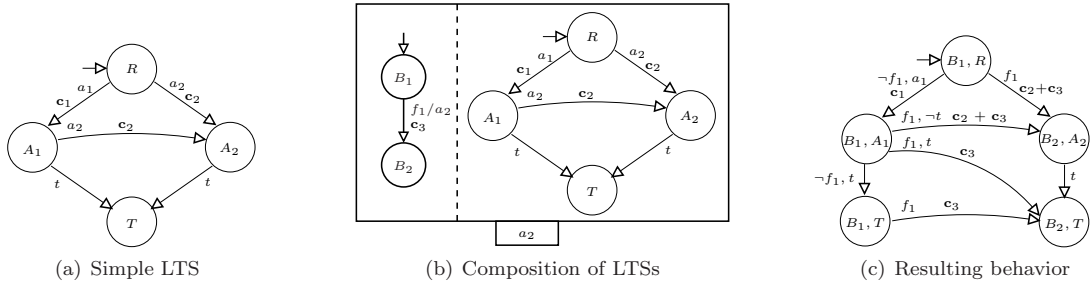 R
a₁
c₁
a₂
c₂
A₁
a₂
c₂
A₂
t
t
T
(a) Simple LTS
B₁
f₁/a₂
c₃
B₂
R
a₁
c₁
a₂
c₂
A₁
a₂
c₂
A₂
t
t
T
a₂
(b) Composition of LTSs
B₁, R
¬f₁, a₁
c₁
f₁
c₂+c₃
B₁, A₁
f₁, ¬t c₂ + c₃
B₂, A₂
f₁, t
c₃
¬f₁, t
t
B₁, T
f₁ c₃
B₂, T
(c) Resulting behavior